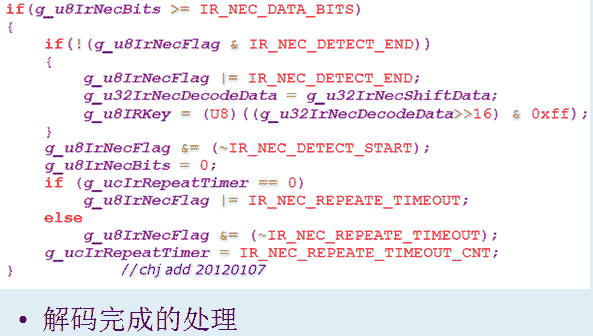 if(g_u8IrNecBits >= IR_NEC_DATA_BITS)
{
if(!(g_u8IrNecFlag & IR_NEC_DETECT_END))
{
g_u8IrNecFlag |= IR_NEC_DETECT_END;
g_u32IrNecDecodeData = g_u32IrNecShiftData;
g_u8IRKey = (U8)((g_u32IrNecDecodeData>>16) & 0xff);
}
g_u8IrNecFlag &= (~IR_NEC_DETECT_START);
g_u8IrNecBits = 0;
if (g_ucIrRepeatTimer == 0)
g_u8IrNecFlag |= IR_NEC_REPEATE_TIMEOUT;
else
g_u8IrNecFlag &= (~IR_NEC_REPEATE_TIMEOUT);
g_ucIrRepeatTimer = IR_NEC_REPEATE_TIMEOUT_CNT;
} //chj add 20120107
• 解码完成的处理